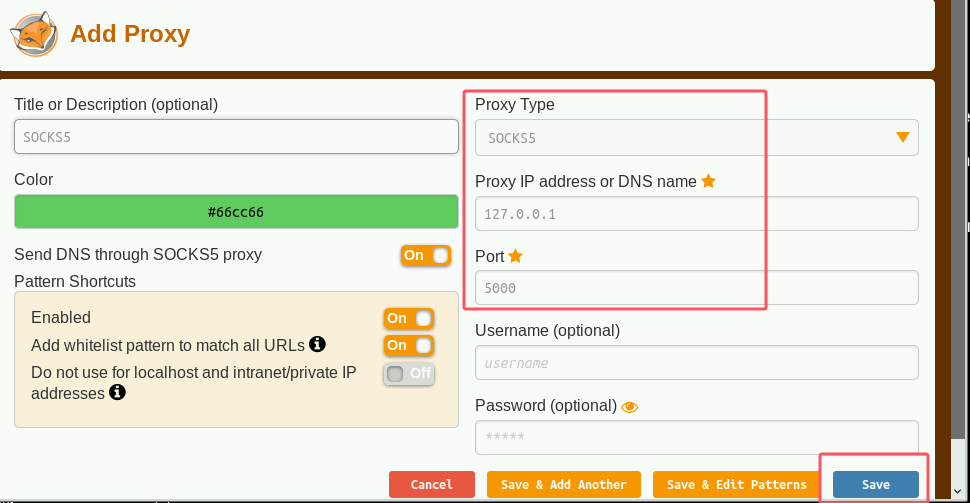 Add Proxy
Title or Description (optional)
SOCKS5
Color
#66cc66
Send DNS through SOCKS5 proxy
On
Pattern Shortcuts
Enabled
On
Add whitelist pattern to match all URLs
On
Do not use for localhost and intranet/private IP
addresses
Off
Proxy Type
SOCKS5
Proxy IP address or DNS name
127.0.0.1
Port
5000
Username (optional)
username
Password (optional)
*****
Cancel
Save & Add Another
Save & Edit Patterns
Save